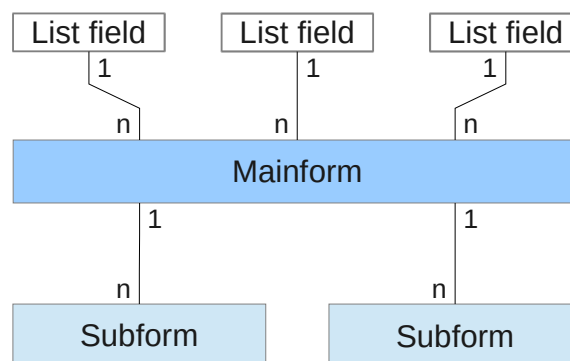 List field List field List field
1 1 1
n n n
Mainform
1 1
n n
Subform Subform